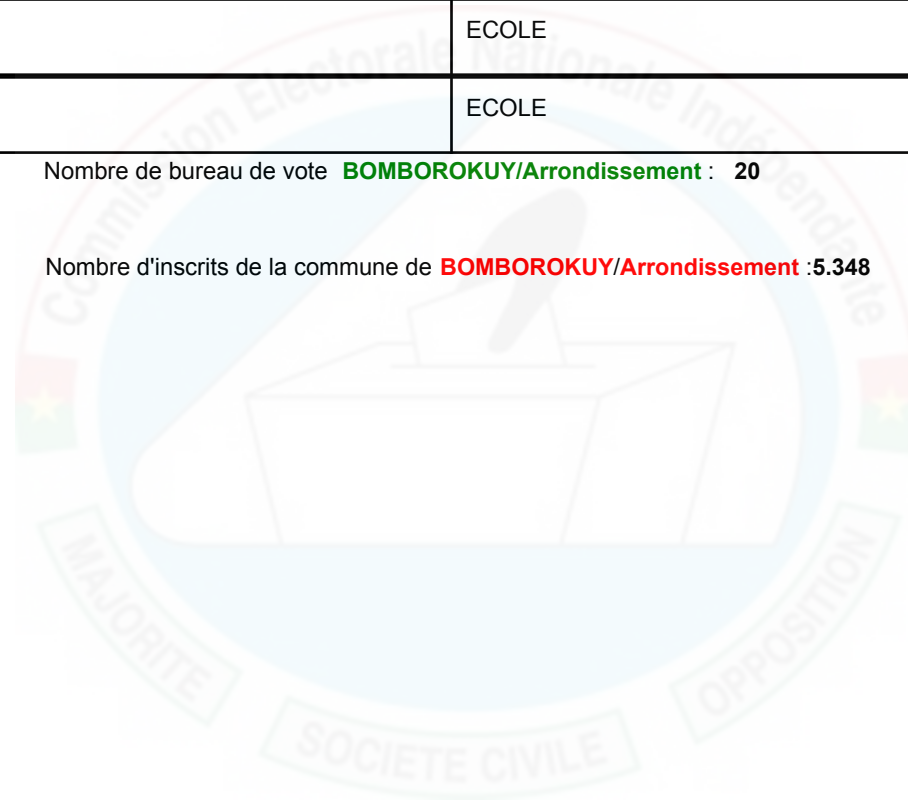 ECOLE
ECOLE
Nombre de bureau de vote BOMBOROKUY/Arrondissement : 20
Nombre d'inscrits de la commune de BOMBOROKUY/Arrondissement :5.348
Commission Electorale Nationale Indépendante
MAJORITE
SOCIETE CIVILE
OPPOSITION